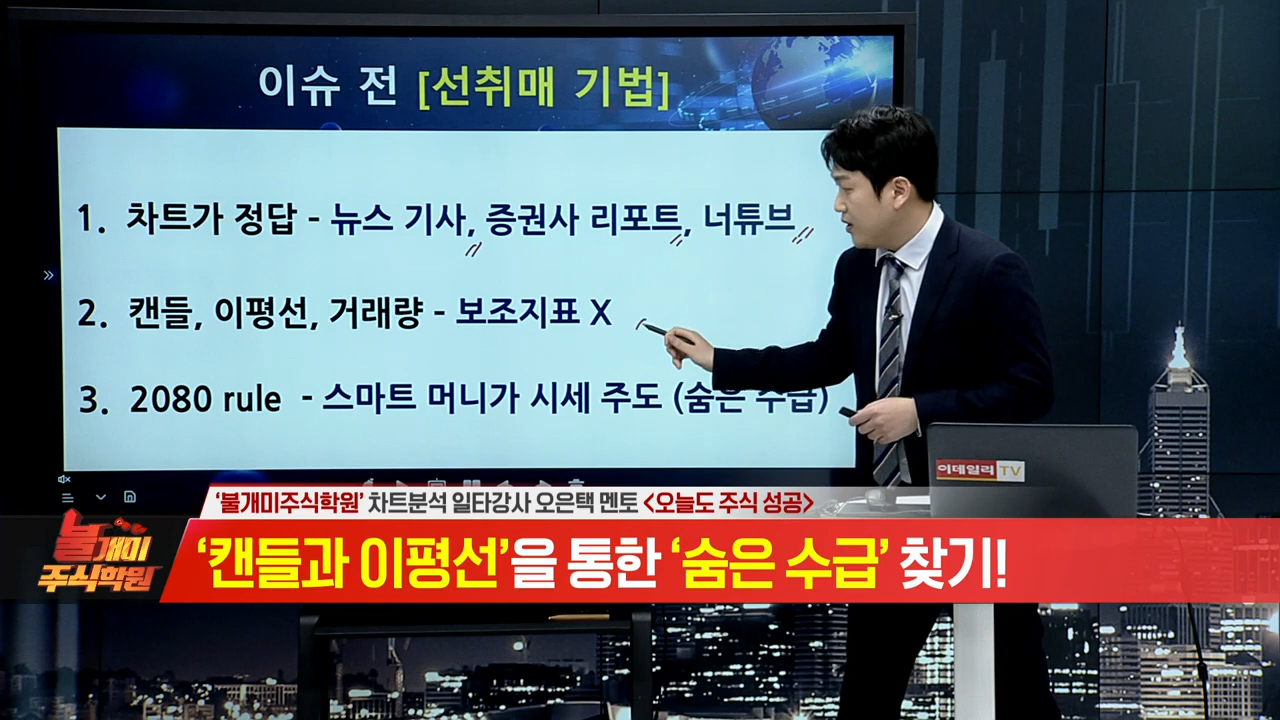 이슈 전 [선취매 기법]
1. 차트가 정답 - 뉴스 기사, 증권사 리포트, 너튜브
2. 캔들, 이평선, 거래량 - 보조지표 X
3. 2080 rule - 스마트 머니가 시세 주도 (숨은 수급)
이데일리 TV
‘불개미주식학원’ 차트분석 일타강사 오은택 멘토 <오늘도 주식 성공>
불개미
주식학원
‘캔들과 이평선’을 통한 ‘숨은 수급’ 찾기!